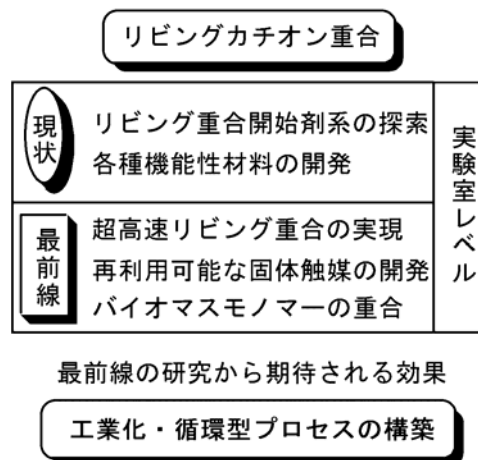 リビングカチオン重合
現状
リビング重合開始剤系の探索
各種機能性材料の開発
最前線
超高速リビング重合の実現
再利用可能な固体触媒の開発
バイオマスモノマーの重合
実験室レベル
最前線の研究から期待される効果
工業化・循環型プロセスの構築